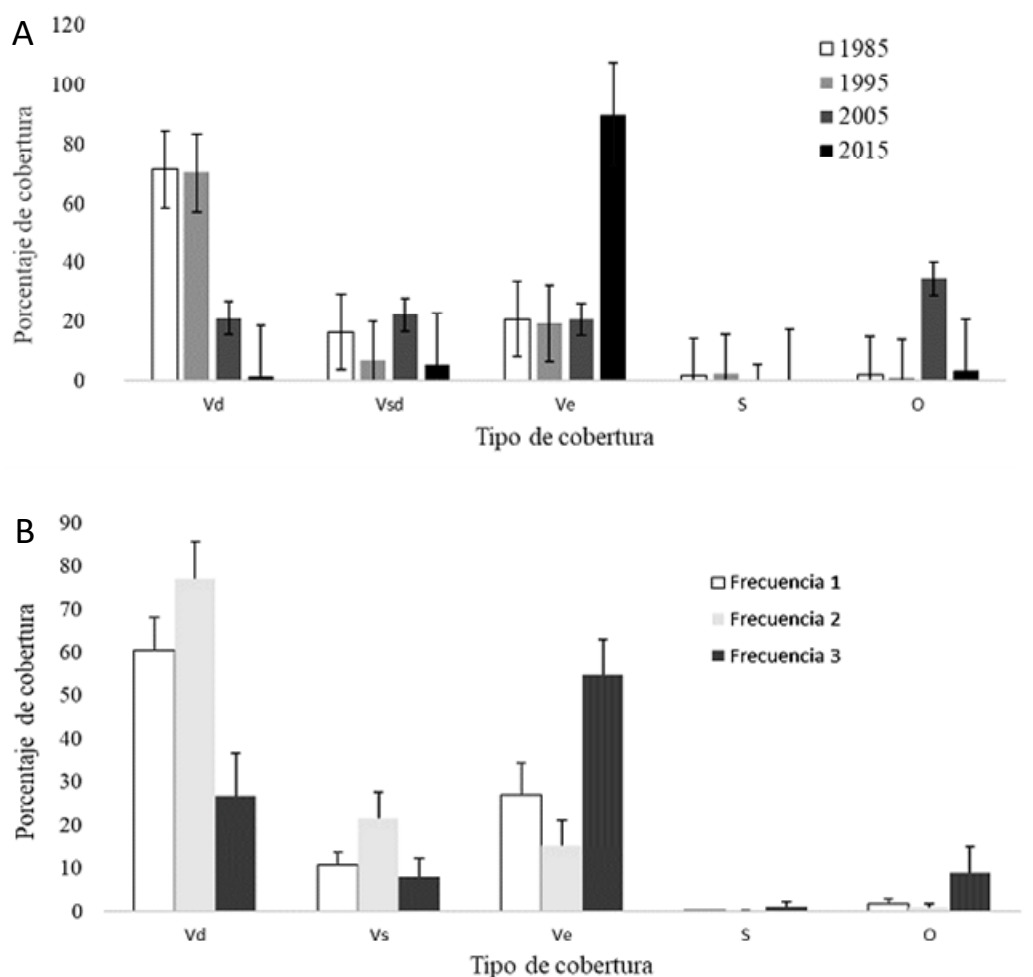 A
120
100
80
60
40
20
0
Porcentaje de cobertura
1985
1995
2005
2015
Vd Vsd Ve S O
Tipo de cobertura
B
90
80
70
60
50
40
30
20
10
0
Porcentaje de cobertura
Frecuencia 1
Frecuencia 2
Frecuencia 3
Vd Vs Ve S O
Tipo de cobertura